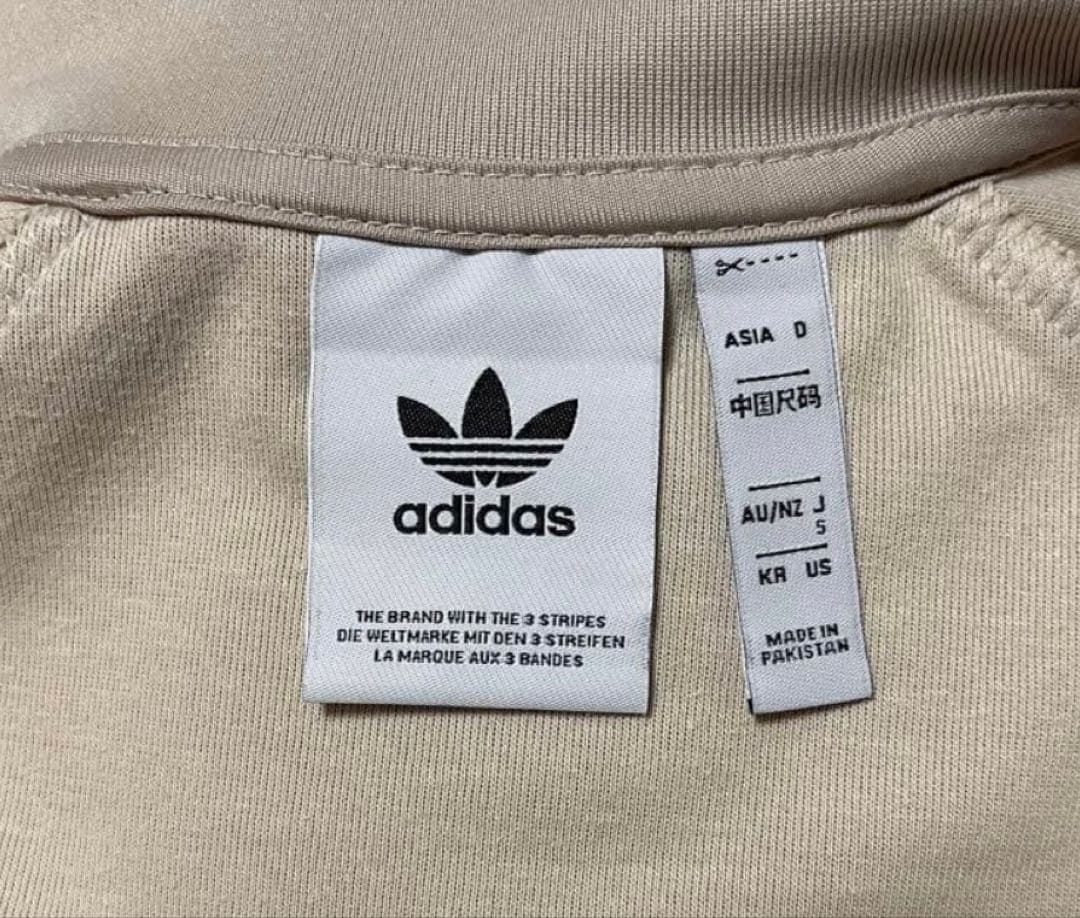 adidas
THE BRAND WITH THE 3 STRIPES
DIE WELTMARKE MIT DEN 3 STREIFEN
LA MARQUE AUX 3 BANDES
ASIA D
中国尺码
AU/NZ J
S
KR US
MADE IN
PAKISTAN